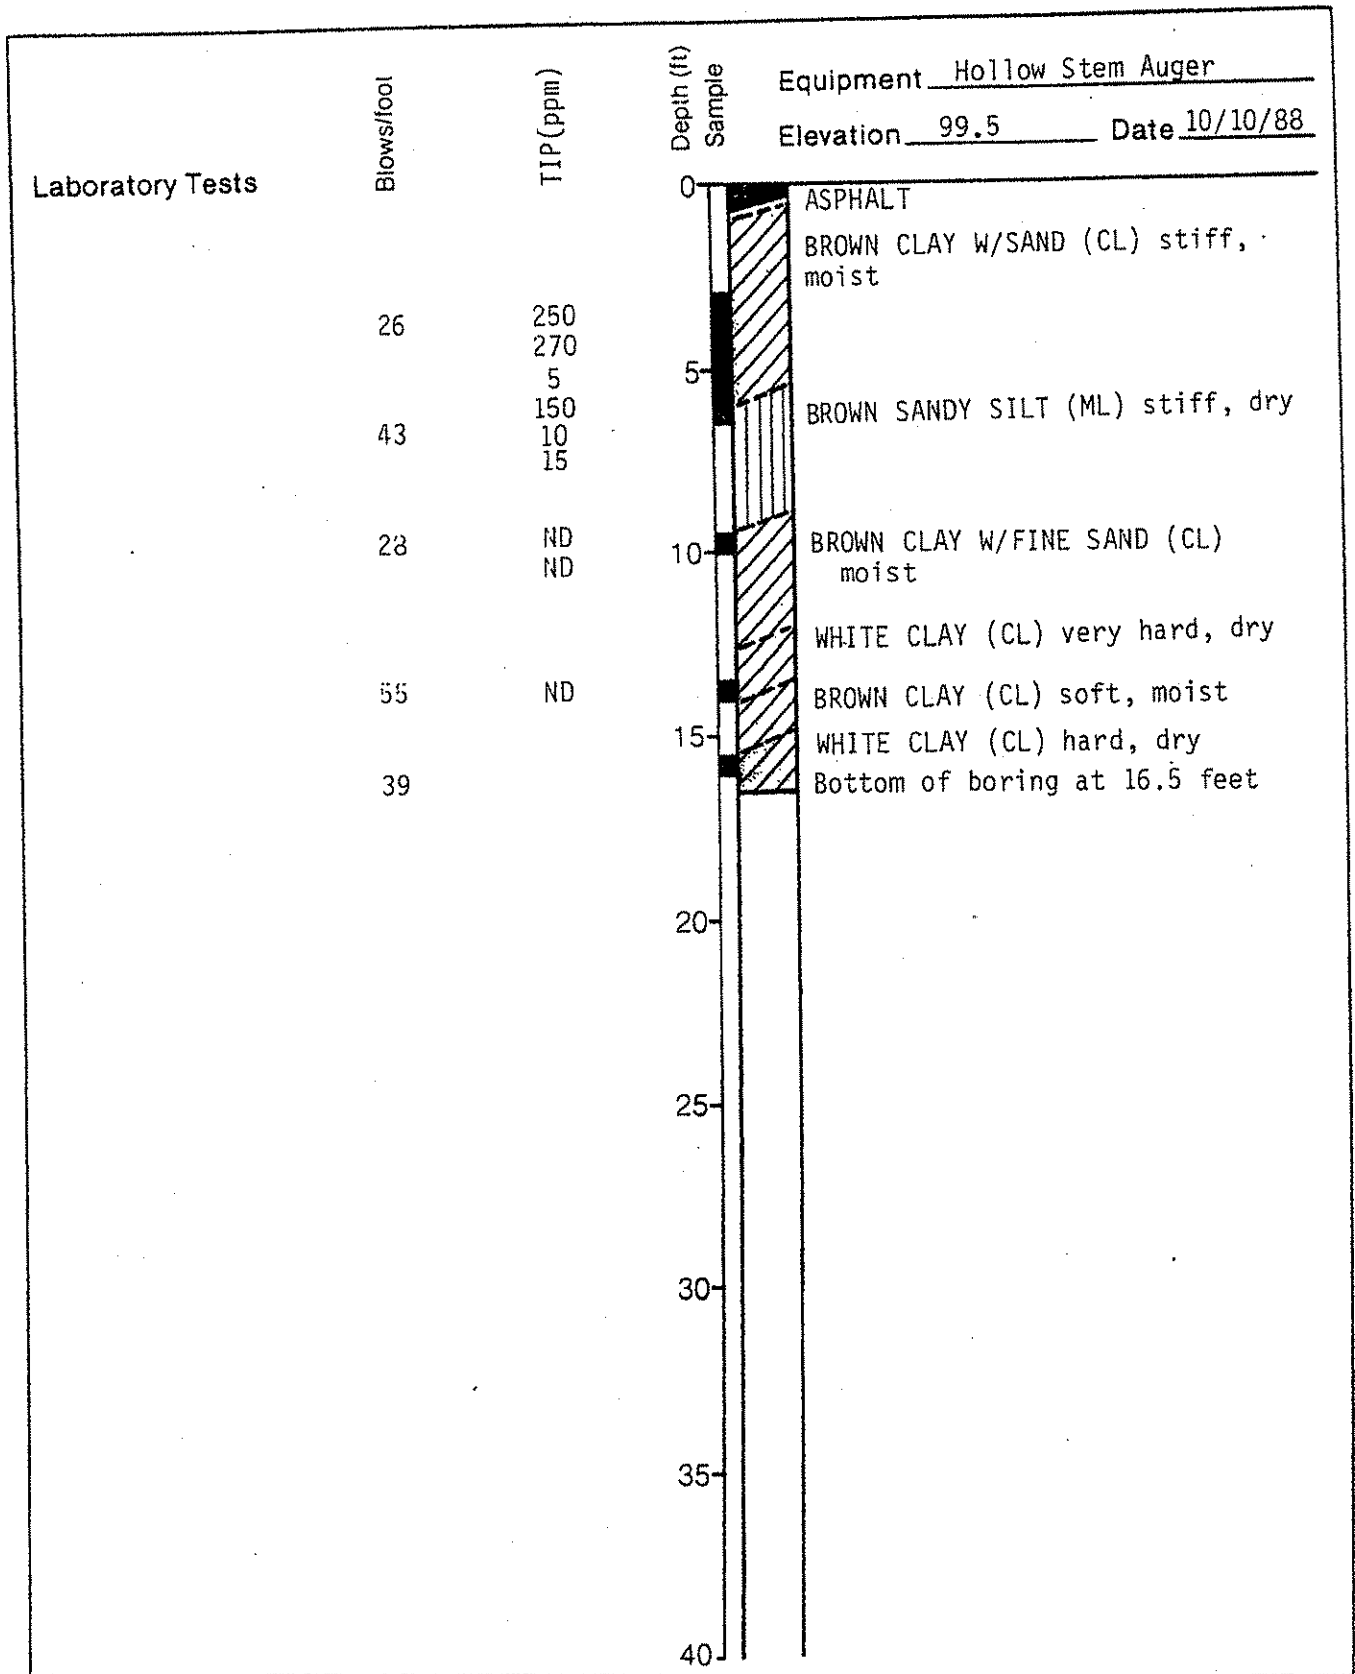 Equipment Hollow Stem Auger
Elevation 99.5 Date 10/10/88
Laboratory Tests
Blows/foot
TIP(ppm)
Depth (ft)
Sample
0
ASPHALT
BROWN CLAY W/SAND (CL) stiff,
moist
26 250
270
5
5
150
BROWN SANDY SILT (ML) stiff, dry
43 10
15
28 ND
ND
10
BROWN CLAY W/FINE SAND (CL)
moist
WHITE CLAY (CL) very hard, dry
55 ND
BROWN CLAY (CL) soft, moist
15
WHITE CLAY (CL) hard, dry
39
Bottom of boring at 16.5 feet
20
25
30
35
40